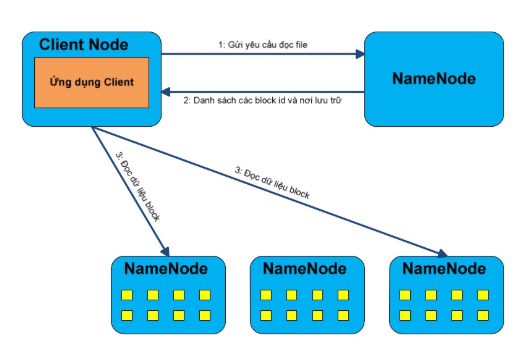 Client Node
Ứng dụng Client
1: Gửi yêu cầu đọc file
NameNode
2: Danh sách các block id và nơi lưu trữ
3: Đọc dữ liệu block
3: Đọc dữ liệu block
NameNode
NameNode
NameNode